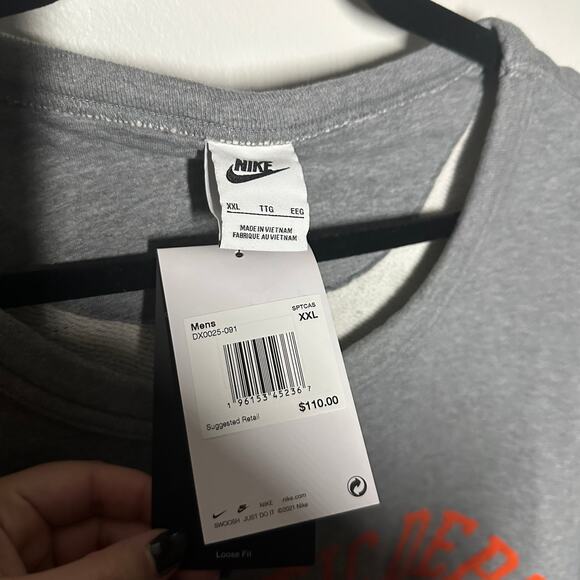 NIKE
XXL TTG EEG
MADE IN VIETNAM
FABRIQUE AU VIETNAM
SPTCAS
Mens XXL
DX0025-091
1 96153 45236 7
Suggested Retail $110.00
NIKE nike.com
SWOOSH JUST DO IT ©2021 Nike
Loose Fit